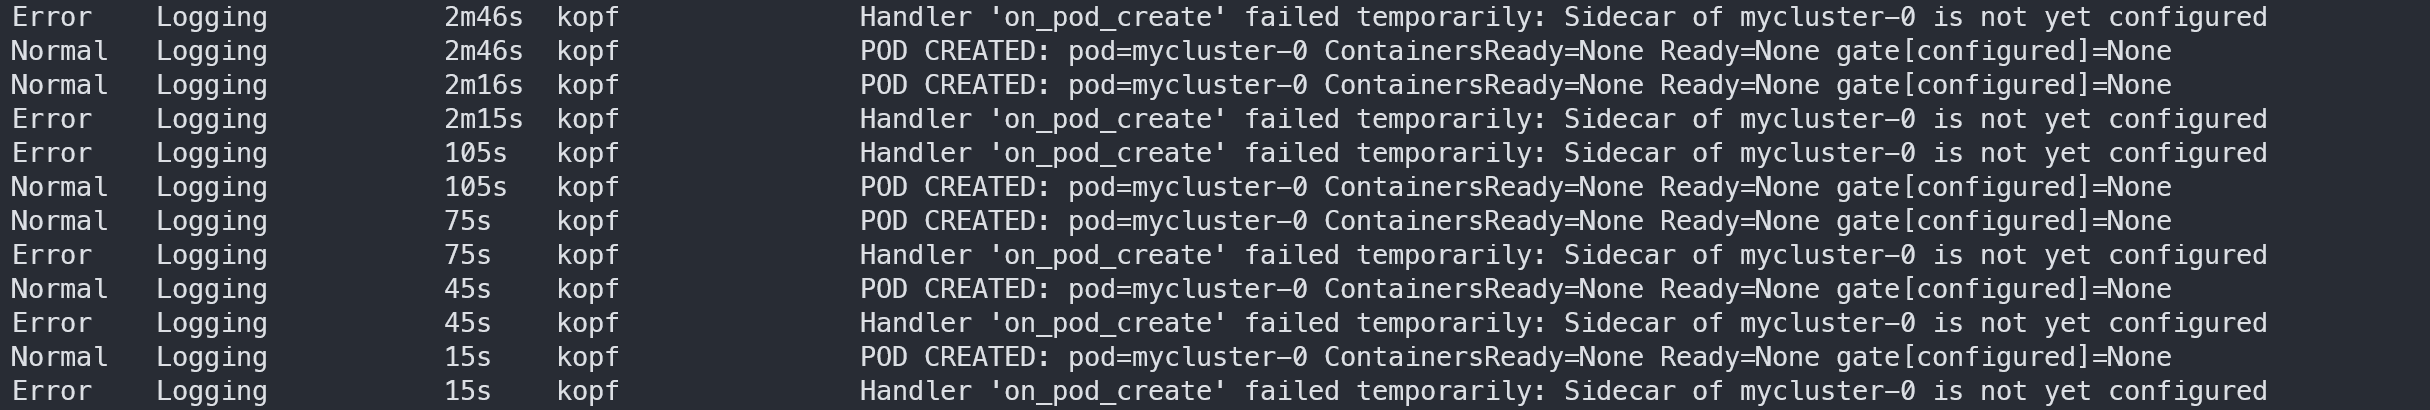 Error Logging 2m46s kopf Handler 'on_pod_create' failed temporarily: Sidecar of mycluster-0 is not yet configured
Normal Logging 2m46s kopf POD CREATED: pod=mycluster-0 ContainersReady=None Ready=None gate[configured]=None
Normal Logging 2m16s kopf POD CREATED: pod=mycluster-0 ContainersReady=None Ready=None gate[configured]=None
Error Logging 2m15s kopf Handler 'on_pod_create' failed temporarily: Sidecar of mycluster-0 is not yet configured
Error Logging 105s kopf Handler 'on_pod_create' failed temporarily: Sidecar of mycluster-0 is not yet configured
Normal Logging 105s kopf POD CREATED: pod=mycluster-0 ContainersReady=None Ready=None gate[configured]=None
Normal Logging 75s kopf POD CREATED: pod=mycluster-0 ContainersReady=None Ready=None gate[configured]=None
Error Logging 75s kopf Handler 'on_pod_create' failed temporarily: Sidecar of mycluster-0 is not yet configured
Normal Logging 45s kopf POD CREATED: pod=mycluster-0 ContainersReady=None Ready=None gate[configured]=None
Error Logging 45s kopf Handler 'on_pod_create' failed temporarily: Sidecar of mycluster-0 is not yet configured
Normal Logging 15s kopf POD CREATED: pod=mycluster-0 ContainersReady=None Ready=None gate[configured]=None
Error Logging 15s kopf Handler 'on_pod_create' failed temporarily: Sidecar of mycluster-0 is not yet configured